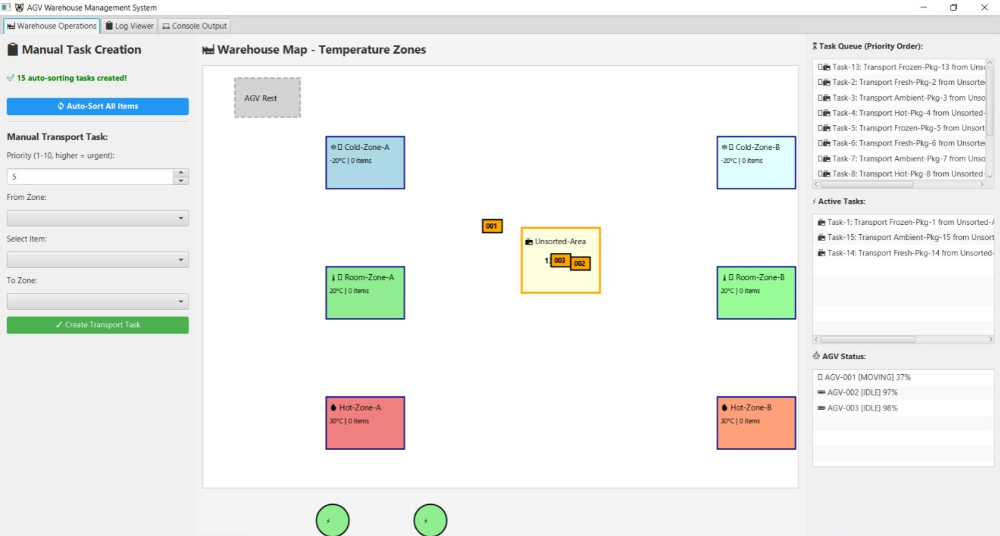 AGV Warehouse Management System
Warehouse Operations
Log Viewer
Console Output
Manual Task Creation
15 auto-sorting tasks created!
Auto-Sort All Items
Manual Transport Task:
Priority (1-10, higher = urgent):
5
From Zone:
Select Item:
To Zone:
Create Transport Task
Warehouse Map - Temperature Zones
AGV Rest
Cold-Zone-A
-20°C | 0 items
Cold-Zone-B
-20°C | 0 items
001
Unsorted-Area
003
002
Room-Zone-A
20°C | 0 items
Room-Zone-B
20°C | 0 items
Hot-Zone-A
30°C | 0 items
Hot-Zone-B
30°C | 0 items
Task Queue (Priority Order):
Task-13: Transport Frozen-Pkg-13 from Unso
Task-2: Transport Fresh-Pkg-2 from Unsorte
Task-3: Transport Ambient-Pkg-3 from Unso
Task-4: Transport Hot-Pkg-4 from Unsorted-
Task-5: Transport Frozen-Pkg-5 from Unsort
Task-6: Transport Fresh-Pkg-6 from Unsorte
Task-7: Transport Ambient-Pkg-7 from Unso
Task-8: Transport Hot-Pkg-8 from Unsorted-
Active Tasks:
Task-1: Transport Frozen-Pkg-1 from Unsorted-A
Task-15: Transport Ambient-Pkg-15 from Unsort
Task-14: Transport Fresh-Pkg-14 from Unsorted-
AGV Status:
AGV-001 [MOVING] 37%
AGV-002 [IDLE] 97%
AGV-003 [IDLE] 98%